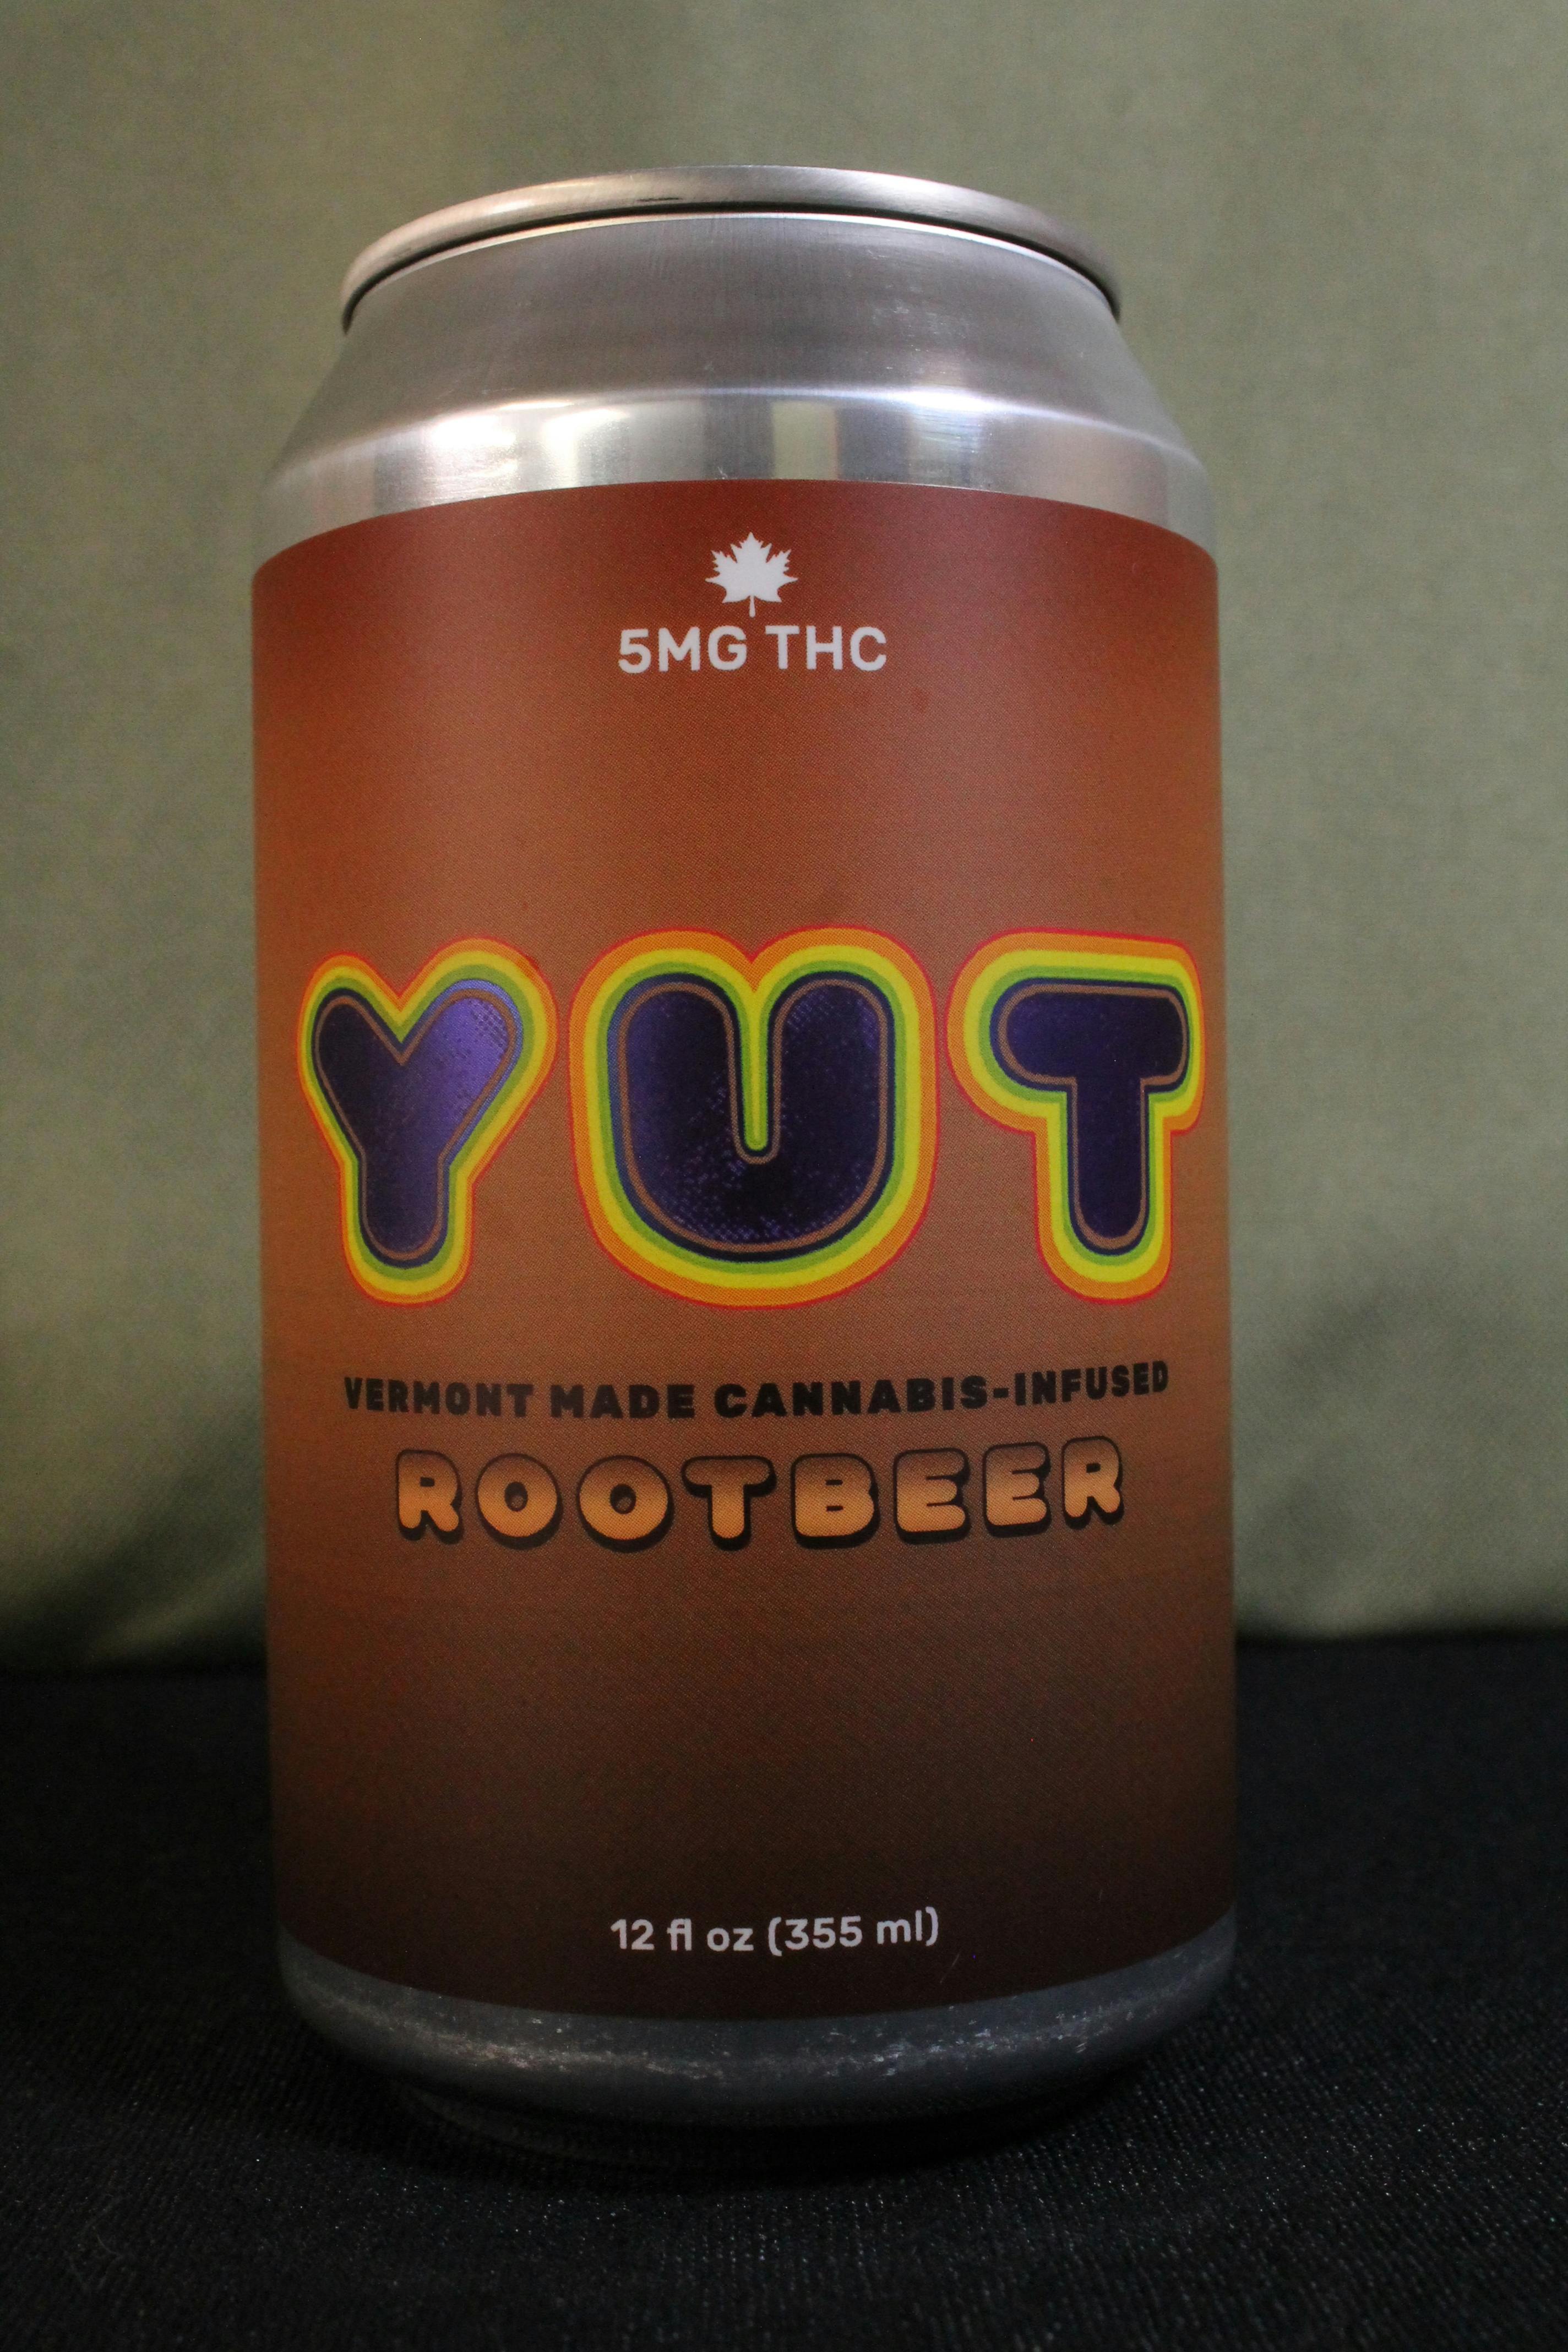 5MG THC
YUT
VERMONT MADE CANNABIS-INFUSED
ROOTBEER
12 fl oz (355 ml)